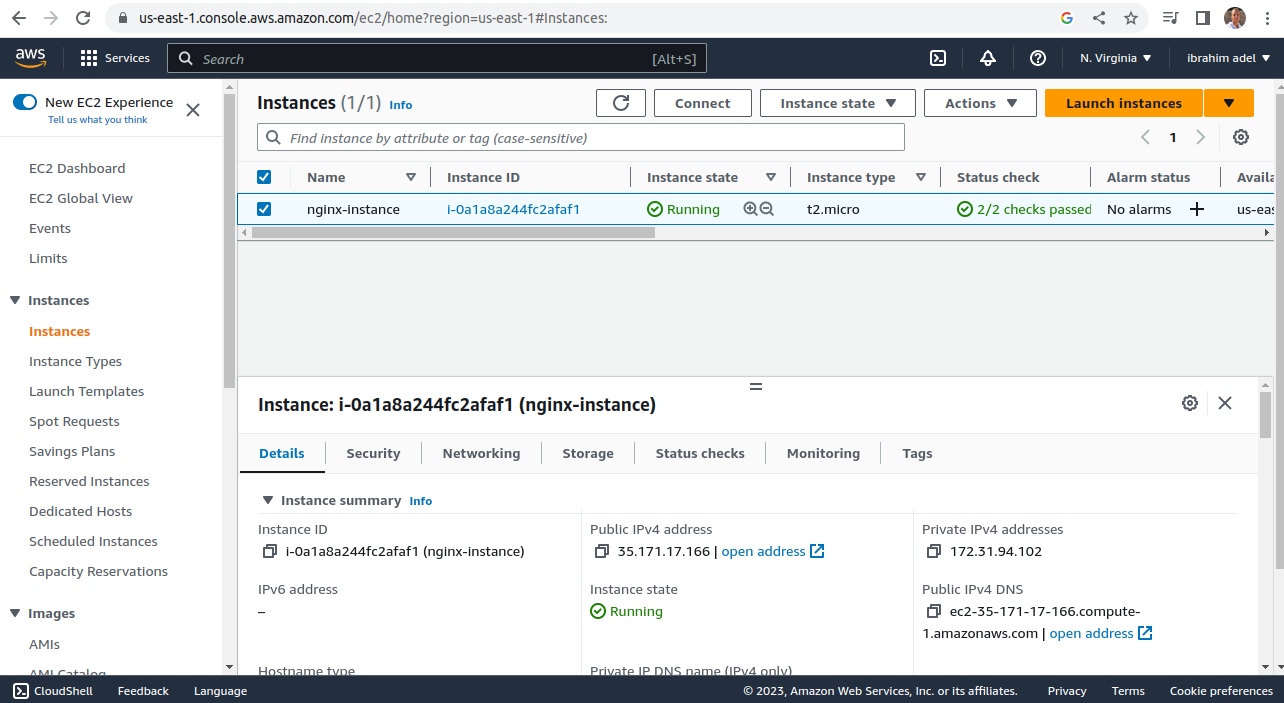 us-east-1.console.aws.amazon.com/ec2/home?region=us-east-1#Instances:
aws
Services
Search
[Alt+S]
N. Virginia
ibrahim adel
New EC2 Experience
Tell us what you think
EC2 Dashboard
EC2 Global View
Events
Limits
Instances
Instances
Instance Types
Launch Templates
Spot Requests
Savings Plans
Reserved Instances
Dedicated Hosts
Scheduled Instances
Capacity Reservations
Images
AMIs
AMI Catalog
Instances (1/1) Info
Connect
Instance state
Actions
Launch instances
Find instance by attribute or tag (case-sensitive)
1
Name Instance ID Instance state Instance type Status check Alarm status Availa
nginx-instance i-0a1a8a244fc2afaf1 Running t2.micro 2/2 checks passed No alarms us-eas
Instance: i-0a1a8a244fc2afaf1 (nginx-instance)
Details Security Networking Storage Status checks Monitoring Tags
Instance summary Info
Instance ID
i-0a1a8a244fc2afaf1 (nginx-instance)
Public IPv4 address
35.171.17.166 | open address
Private IPv4 addresses
172.31.94.102
IPv6 address
–
Instance state
Running
Public IPv4 DNS
ec2-35-171-17-166.compute-
1.amazonaws.com | open address
Hostname type
Private IP DNS name (IPv4 only)
CloudShell Feedback Language
© 2023, Amazon Web Services, Inc. or its affiliates. Privacy Terms Cookie preferences